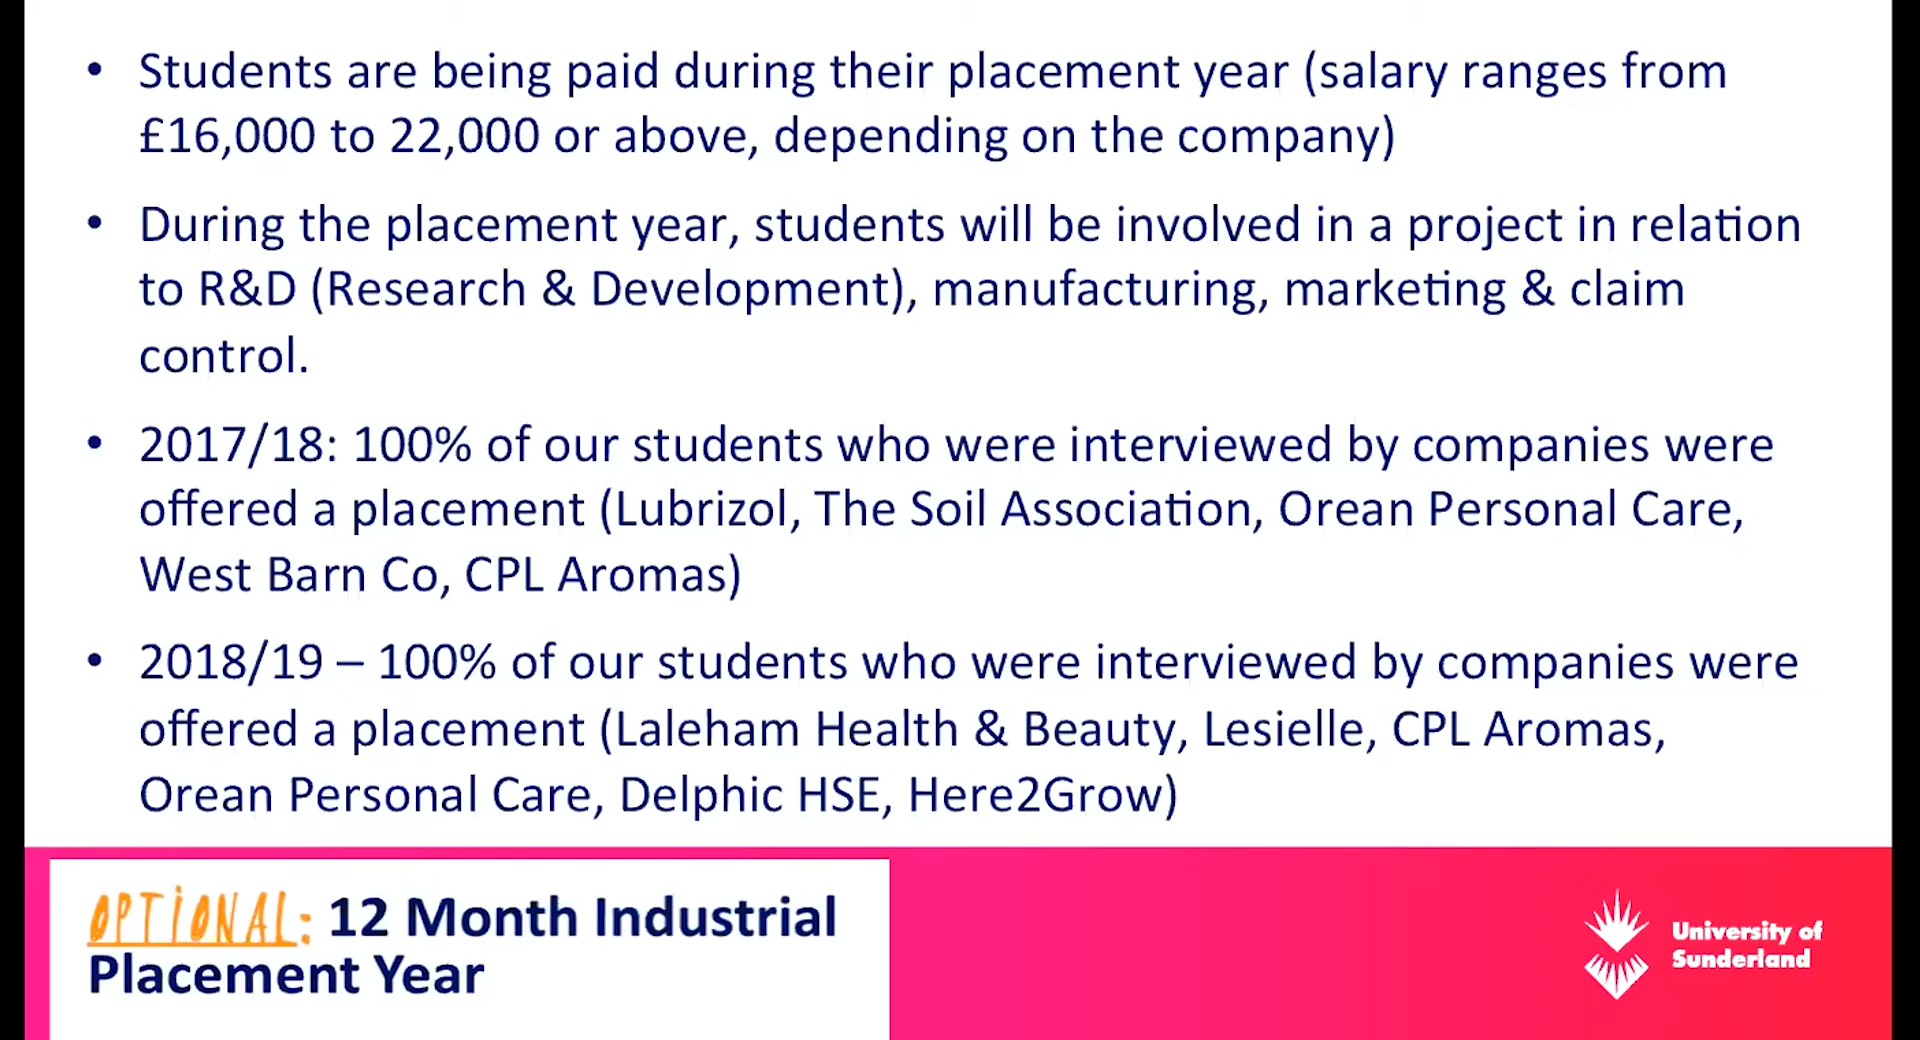 • Students are being paid during their placement year (salary ranges from
£16,000 to 22,000 or above, depending on the company)
• During the placement year, students will be involved in a project in relation
to R&D (Research & Development), manufacturing, marketing & claim
control.
• 2017/18: 100% of our students who were interviewed by companies were
offered a placement (Lubrizol, The Soil Association, Orean Personal Care,
West Barn Co, CPL Aromas)
• 2018/19 – 100% of our students who were interviewed by companies were
offered a placement (Laleham Health & Beauty, Lesielle, CPL Aromas,
Orean Personal Care, Delphic HSE, Here2Grow)
OPTIONAL: 12 Month Industrial
Placement Year
University of
Sunderland